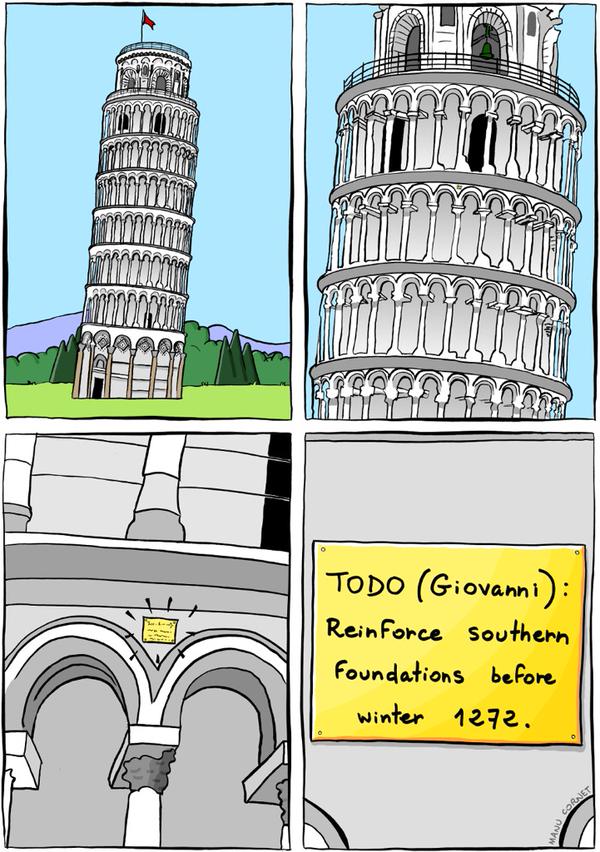 TODO (Giovanni):
Reinforce southern
foundations before
winter 1272.
MANU CORNET